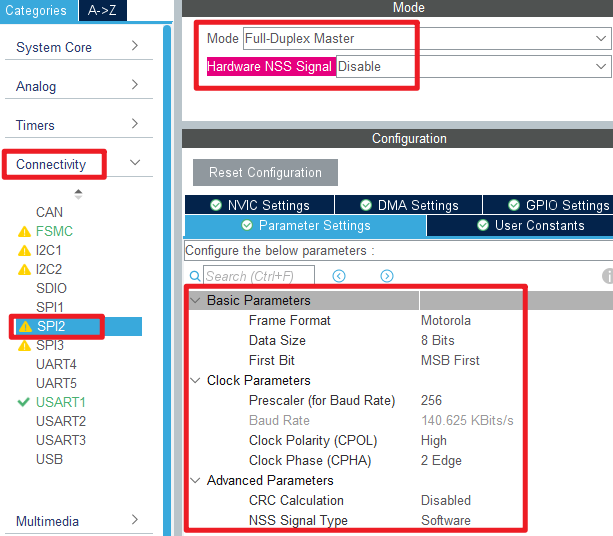 Categories A->Z
System Core
Analog
Timers
Connectivity
CAN
FSMC
I2C1
I2C2
SDIO
SPI1
SPI2
SPI3
UART4
UART5
USART1
USART2
USART3
USB
Multimedia
Mode
Mode Full-Duplex Master
Hardware NSS Signal Disable
Configuration
Reset Configuration
NVIC Settings DMA Settings GPIO Settings
Parameter Settings User Constants
Configure the below parameters :
Search (Ctrl+F)
Basic Parameters
Frame Format Motorola
Data Size 8 Bits
First Bit MSB First
Clock Parameters
Prescaler (for Baud Rate) 256
Baud Rate 140.625 KBits/s
Clock Polarity (CPOL) High
Clock Phase (CPHA) 2 Edge
Advanced Parameters
CRC Calculation Disabled
NSS Signal Type Software